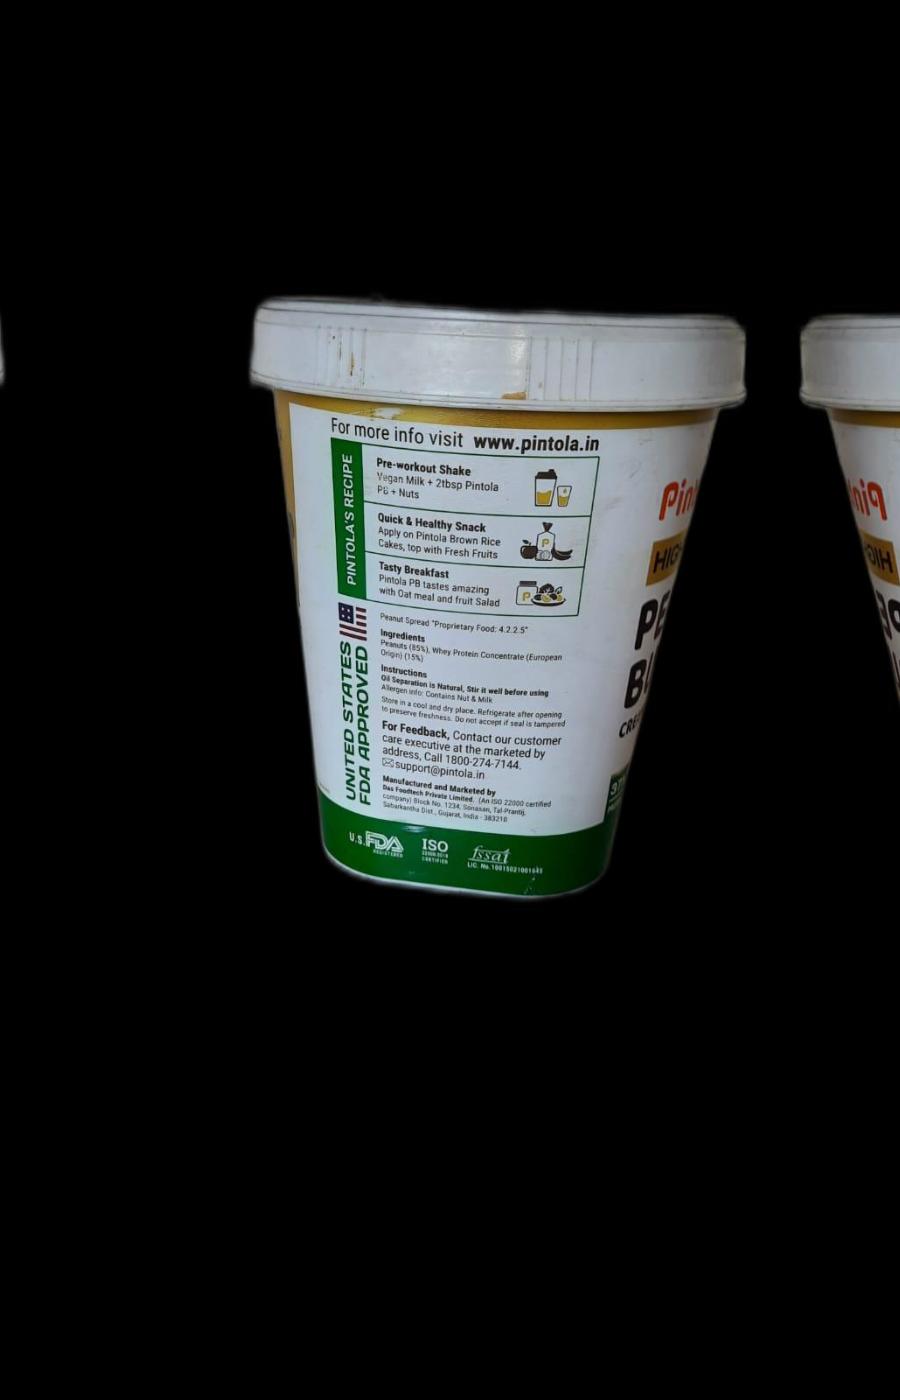 For more info visit www.pintola.in
PINTOLA'S RECIPE
Pre-workout Shake
Vegan Milk + 2tbsp Pintola
PB + Nuts
Quick & Healthy Snack
Apply on Pintola Brown Rice
Cakes, top with Fresh Fruits
Tasty Breakfast
Pintola PB tastes amazing
with Oat meal and fruit Salad
UNITED STATES
FDA APPROVED
Peanut Spread "Proprietary Food: 4.2.2.5"
Ingredients
Peanuts (85%), Whey Protein Concentrate (European
Origin) (15%)
Instructions
Oil Separation is Natural, Stir it well before using
Allergen info: Contains Nut & Milk
Store in a cool and dry place. Refrigerate after opening
to preserve freshness. Do not accept if seal is tampered
For Feedback, Contact our customer
care executive at the marketed by
address, Call 1800-274-7144.
support@pintola.in
Manufactured and Marketed by
Das Foodtech Private Limited. (An ISO 22000 certified
company) Block No. 1234, Sonasan, Tal-Prantij,
Sabarkantha Dist., Gujarat, India - 383210
U.S. FDA
REGISTERED
ISO
CERTIFIED
fssai
LIC. No.
Pin
HIG
PE
BU
CRE